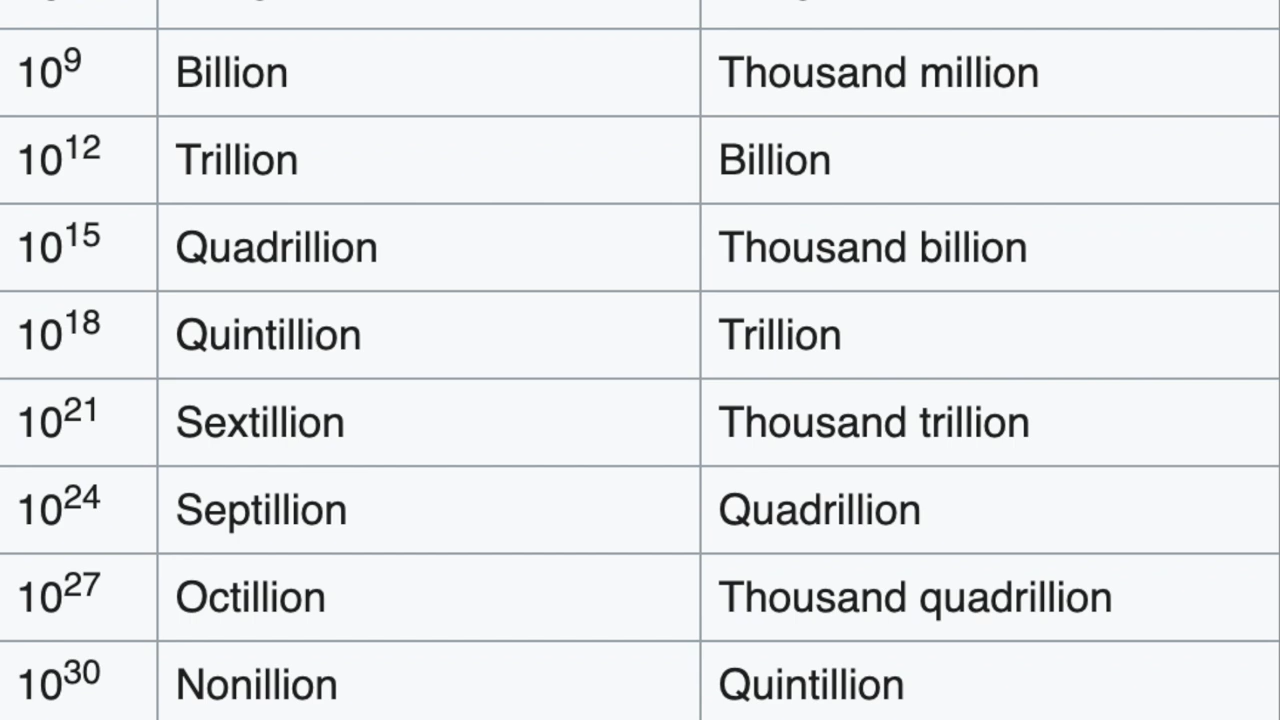 10⁹ Billion Thousand million
10¹² Trillion Billion
10¹⁵ Quadrillion Thousand billion
10¹⁸ Quintillion Trillion
10²¹ Sextillion Thousand trillion
10²⁴ Septillion Quadrillion
10²⁷ Octillion Thousand quadrillion
10³⁰ Nonillion Quintillion